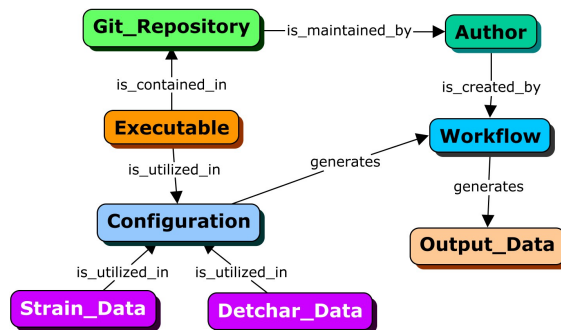 Git_Repository
is_maintained_by
Author
is_contained_in
is_created_by
Executable
Workflow
is_utilized_in
generates
generates
Configuration
Output_Data
is_utilized_in
is_utilized_in
Strain_Data
Detchar_Data